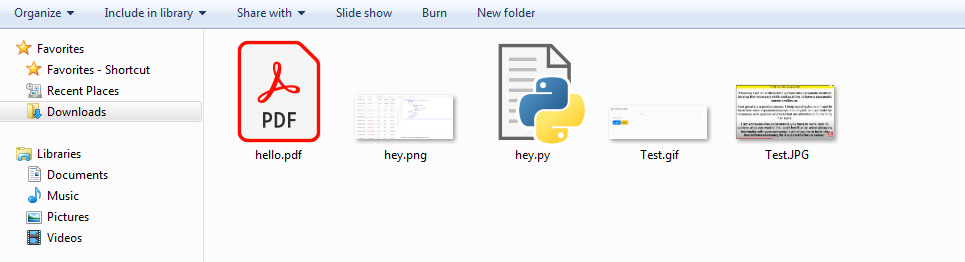 Organize Include in library Share with Slide show Burn New folder
Favorites
Favorites - Shortcut
Recent Places
Downloads
Libraries
Documents
Music
Pictures
Videos
PDF
hello.pdf hey.png hey.py Test.gif Test.JPG